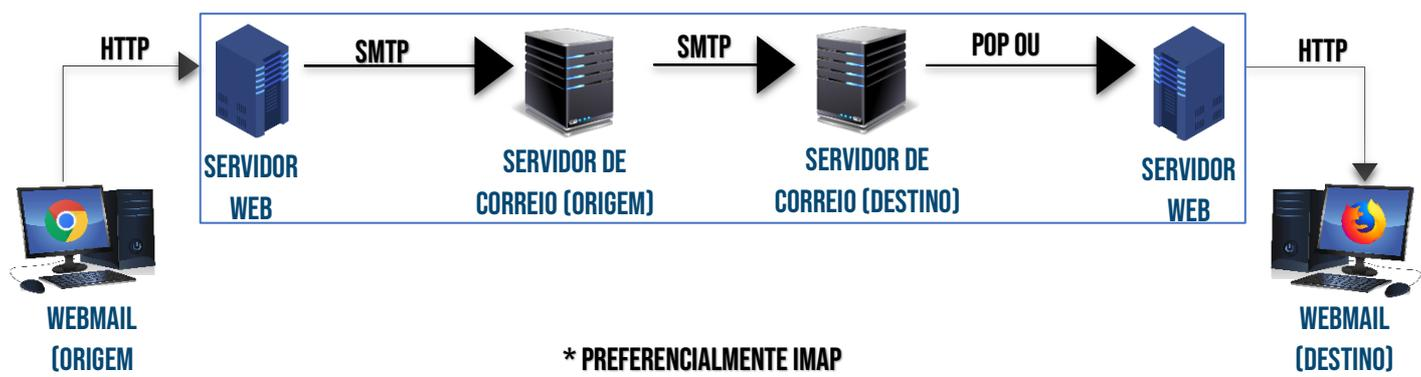 HTTP
SMTP
SMTP
POP OU
HTTP
SERVIDOR
WEB
SERVIDOR DE
CORREIO (ORIGEM)
SERVIDOR DE
CORREIO (DESTINO)
SERVIDOR
WEB
WEBMAIL
(ORIGEM
WEBMAIL
(DESTINO)
* PREFERENCIALMENTE IMAP